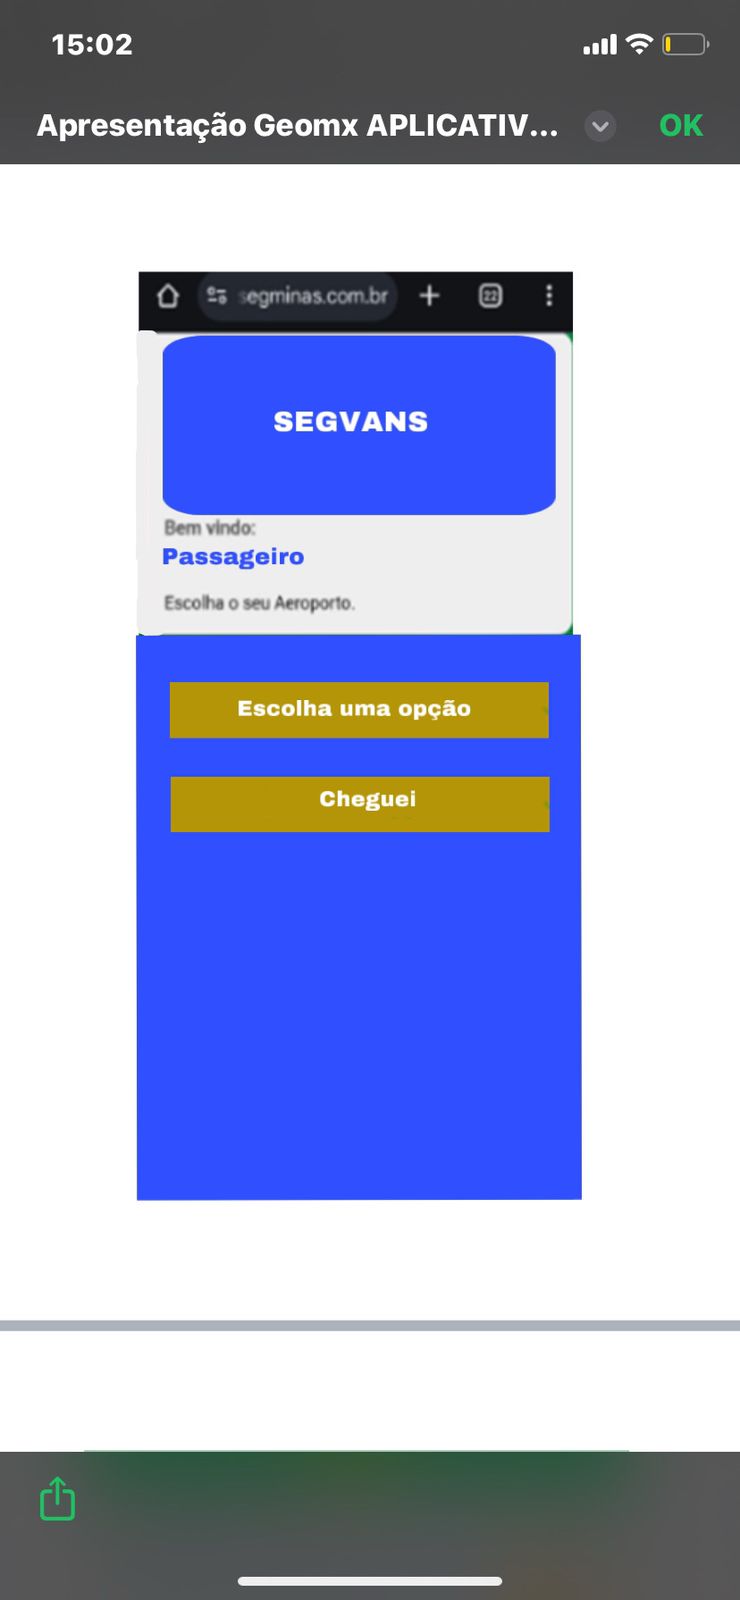 15:02
Apresentação Geomx APLICATIV...
OK
segminas.com.br
22
SEGVANS
Bem vindo:
Passageiro
Escolha o seu Aeroporto.
Escolha uma opção
Cheguei